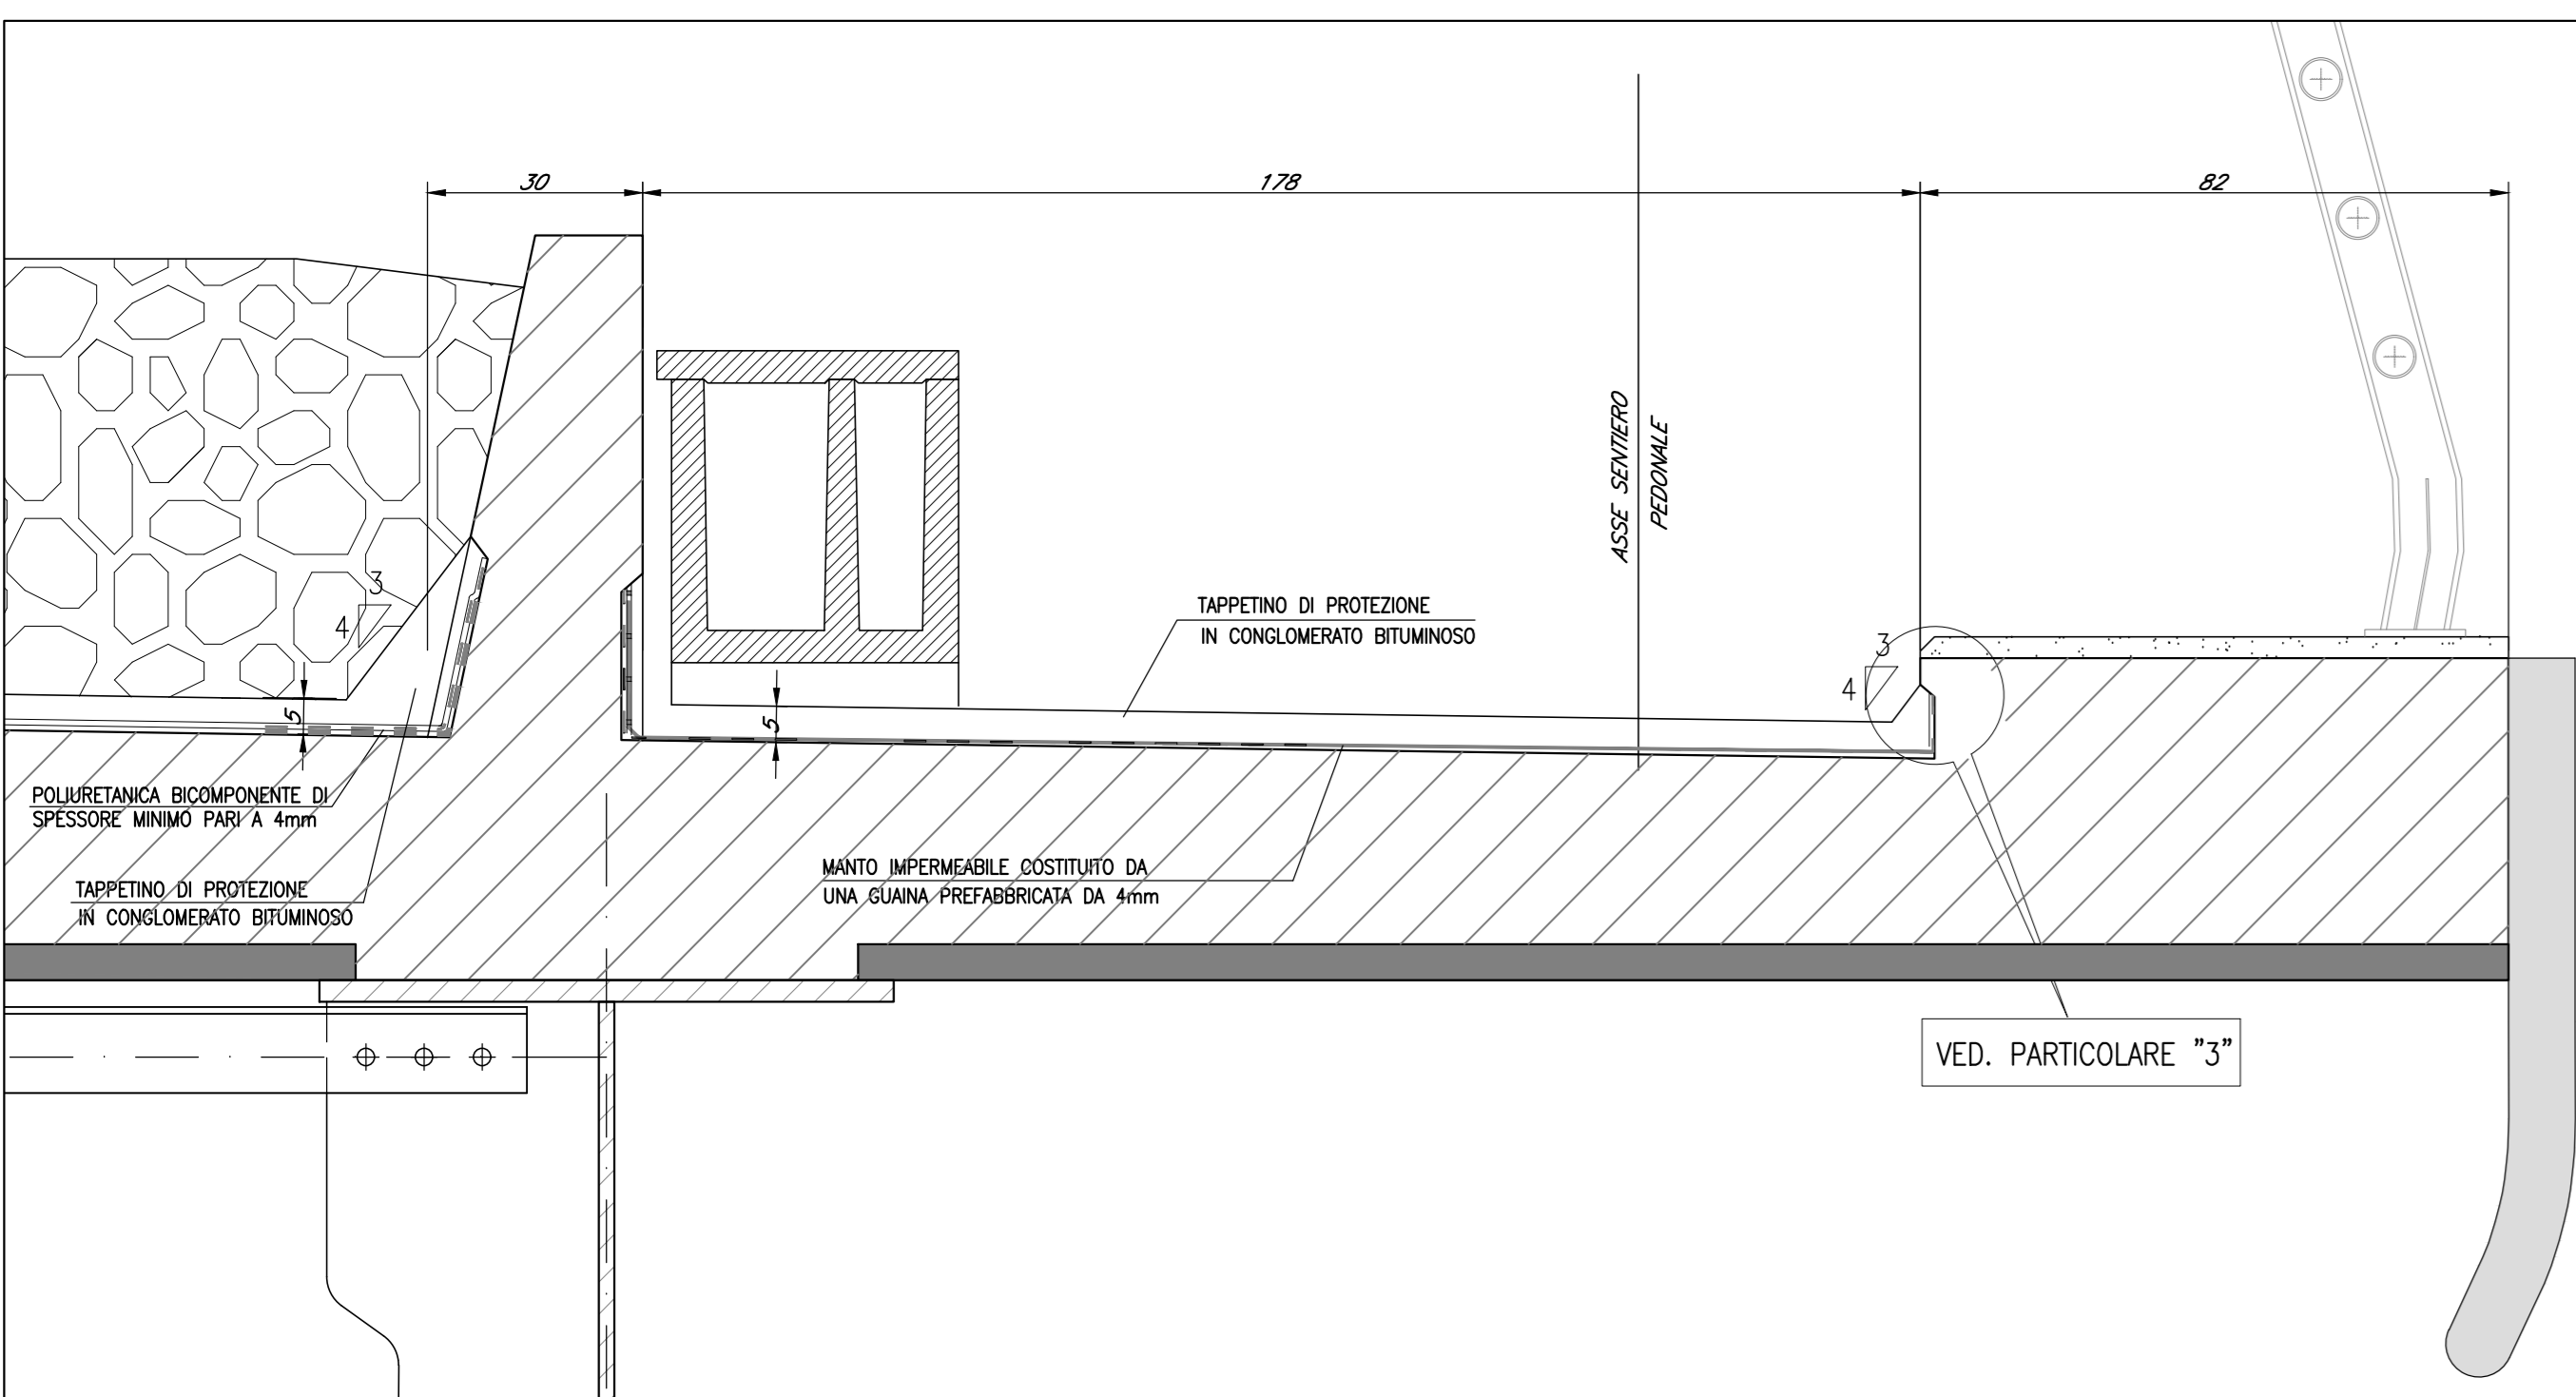 30
178
82
ASSE SENTIERO
PEDONALE
3
4
5
TAPPETINO DI PROTEZIONE
IN CONGLOMERATO BITUMINOSO
3
4
5
POLIURETANICA BICOMPONENTE DI
SPESSORE MINIMO PARI A 4mm
MANTO IMPERMEABILE COSTITUITO DA
UNA GUAINA PREFABBRICATA DA 4mm
TAPPETINO DI PROTEZIONE
IN CONGLOMERATO BITUMINOSO
VED. PARTICOLARE "3"